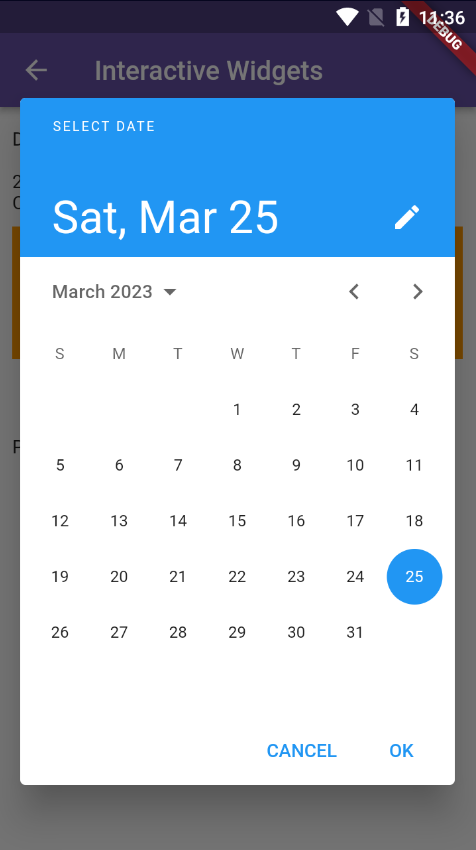 11:36
DEBUG
Interactive Widgets
D
SELECT DATE
2
C
Sat, Mar 25
March 2023
S M T W T F S
1 2 3 4
5 6 7 8 9 10 11
12 13 14 15 16 17 18
F
19 20 21 22 23 24 25
26 27 28 29 30 31
CANCEL OK